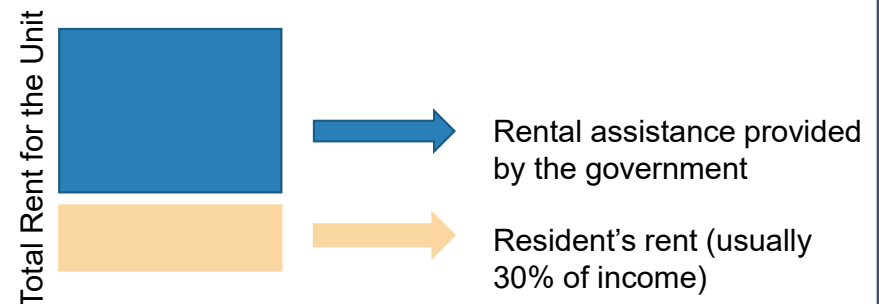 Total Rent for the Unit
Rental assistance provided
by the government
Resident’s rent (usually
30% of income)